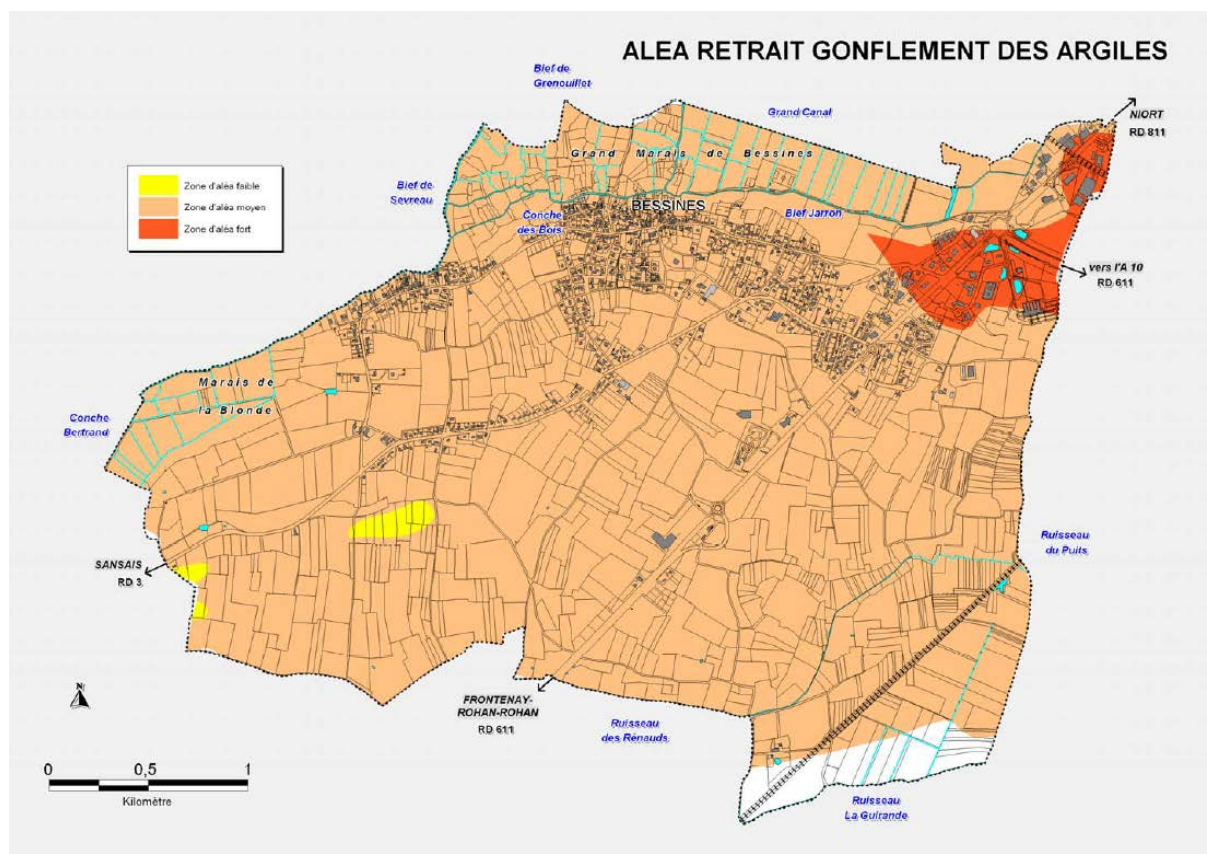 ALEA RETRAIT GONFLEMENT DES ARGILES
Bief de
Grenouillet
Grand Canal
NIORT
RD 811
Zone d'aléa faible
Zone d'aléa moyen
Zone d'aléa fort
Grand Marais de Bessines
Bief de
Sevreau
BESSINES
Conche
des Bois
Bief Jarron
vers l'A 10
RD 611
Marais de
la Blonde
Conche
Bertrand
SANSAIS
RD 3
Ruisseau
du Puits
N
FRONTENAY-
ROHAN-ROHAN
RD 611
Ruisseau
des Rénauds
0 0,5 1
Kilomètre
Ruisseau
La Guirande